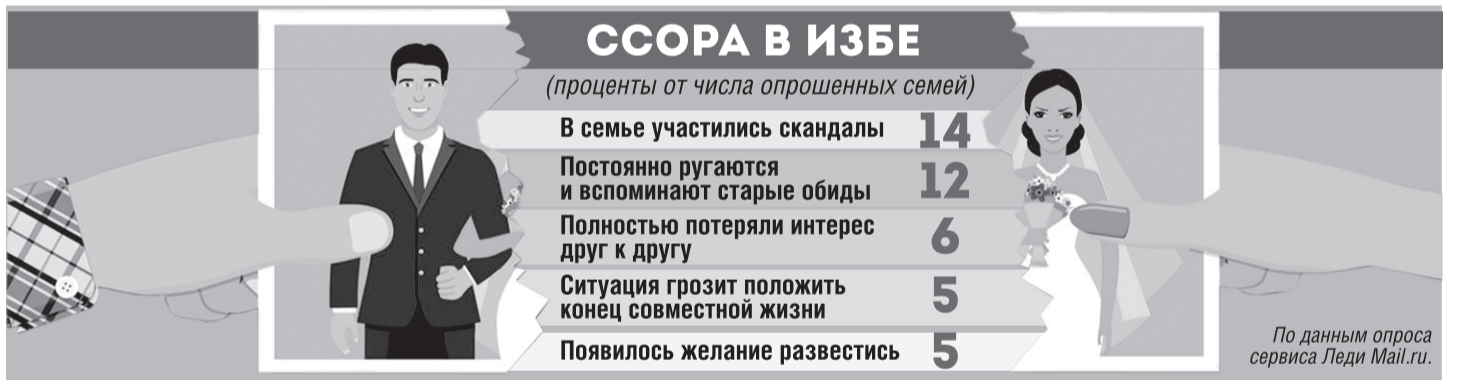 ССОРА В ИЗБЕ
(проценты от числа опрошенных семей)
В семье участились скандалы 14
Постоянно ругаются
и вспоминают старые обиды 12
Полностью потеряли интерес
друг к другу 6
Ситуация грозит положить
конец совместной жизни 5
Появилось желание развестись 5
По данным опроса
сервиса Леди Mail.ru.